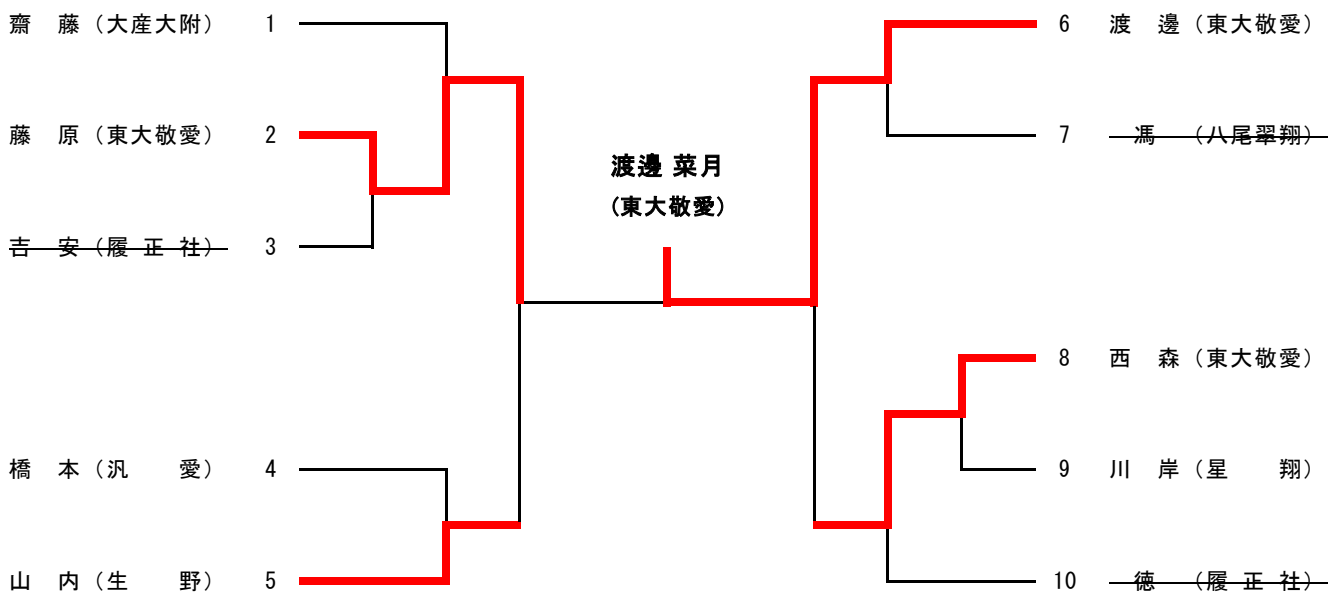 齋　藤（大産大附） 1
藤　原（東大敬愛） 2
吉　安（履 正 社） 3
橋　本（汎　　愛） 4
山　内（生　　野） 5
渡邊 菜月
(東大敬愛)
6 渡　邊（東大敬愛）
7 馮　（八尾翠翔）
8 西　森（東大敬愛）
9 川　岸（星　　翔）
10 徳　（履 正 社）